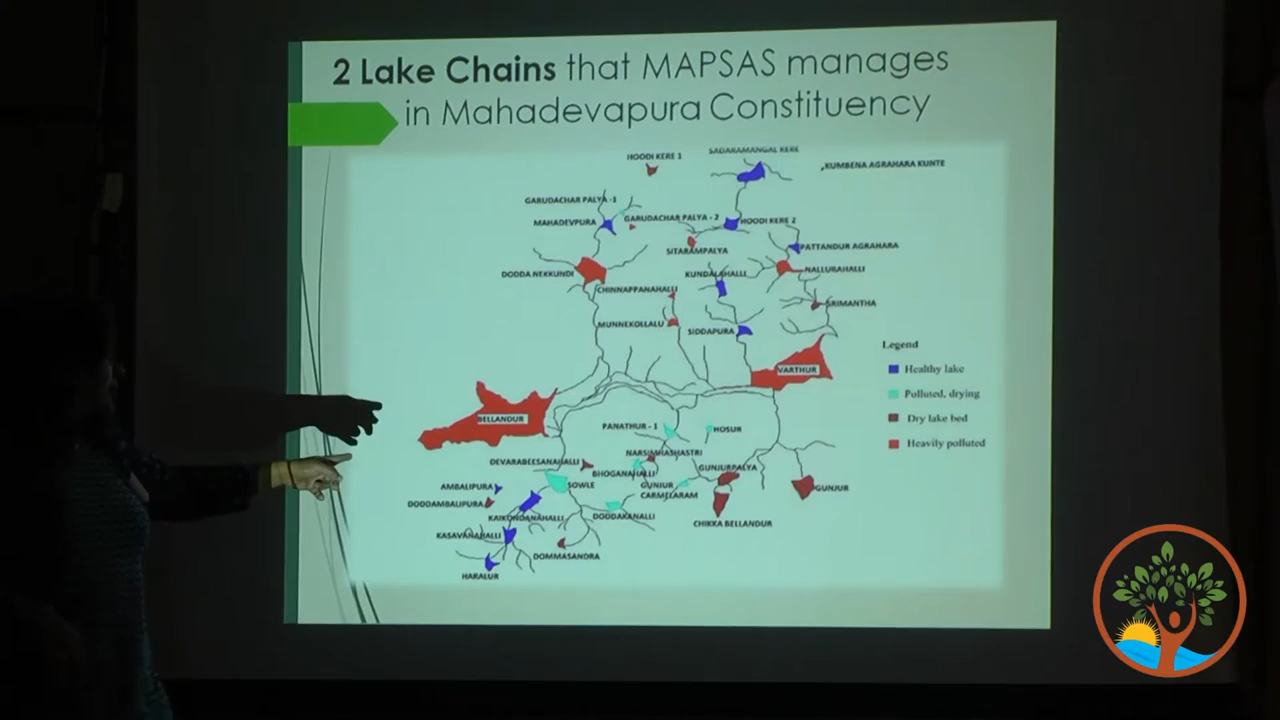 2 Lake Chains that MAPSAS manages
in Mahadevapura Constituency
HOODI KERE 1
SADARAMANGAL KERE
KUMBENA AGRAHARA KUNTE
GARUDACHAR PALYA -1
MAHADEVPURA
GARUDACHAR PALYA - 2
HOODI KERE 2
SITARAMPALYA
PATTANDUR AGRAHARA
DODDA NEKKUNDI
KUNDALAHALLI
NALLURAHALLI
CHINNAPPANAHALLI
SRIMANTHA
MUNNEKOLLALU
SIDDAPURA
VARTHUR
Legend
Healthy lake
Polluted, drying
Dry lake bed
Heavily polluted
BELLANDUR
PANATHUR - 1
HOSUR
NARSIMHASHASTRI
DEVARABEESANAHALLI
BHOGANAHALLI
GUNJURPALYA
AMBALIPURA
SOWLE
GUNJUR
CARMELARAM
GUNJUR
DODDAMBALIPURA
KAIKONDANAHALLI
DODDAKANALLI
CHIKKA BELLANDUR
KASAVANAHALLI
DOMMASANDRA
HARALUR